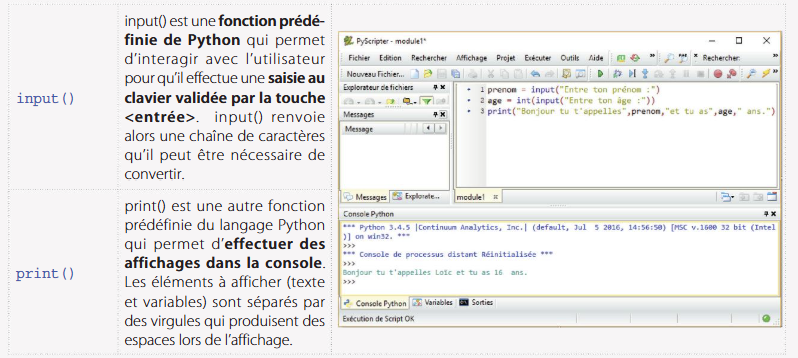 input()
input() est une fonction prédé-
finie de Python qui permet
d'interagir avec l'utilisateur
pour qu'il effectue une saisie au
clavier validée par la touche
<entrée>. input() renvoie
alors une chaîne de caractères
qu'il peut être nécessaire de
convertir.
print()
print() est une autre fonction
prédéfinie du langage Python
qui permet d'effectuer des
affichages dans la console.
Les éléments à afficher (texte
et variables) sont séparés par
des virgules qui produisent des
espaces lors de l'affichage.
PyScripter - module1*
Fichier Edition Rechercher Affichage Projet Exécuter Outils Aide » Rechercher:
Nouveau Fichier... »
Explorateur de fichiers
Messages
Message
Messages Explorate...
1 prenom = input("Entre ton prénom :")
2 age = int(input("Entre ton âge :"))
3 print("Bonjour tu t'appelles",prenom,"et tu as",age," ans.")
module1 x
Console Python
*** Python 3.4.5 |Continuum Analytics, Inc.| (default, Jul  5 2016, 14:56:50) [MSC v.1600 32 bit (Intel
)] on win32. ***
>>>
*** Console de processus distant Réinitialisée ***
>>>
Bonjour tu t'appelles Loïc et tu as 16  ans.
>>>
Console Python Variables Sorties
Exécution de Script OK